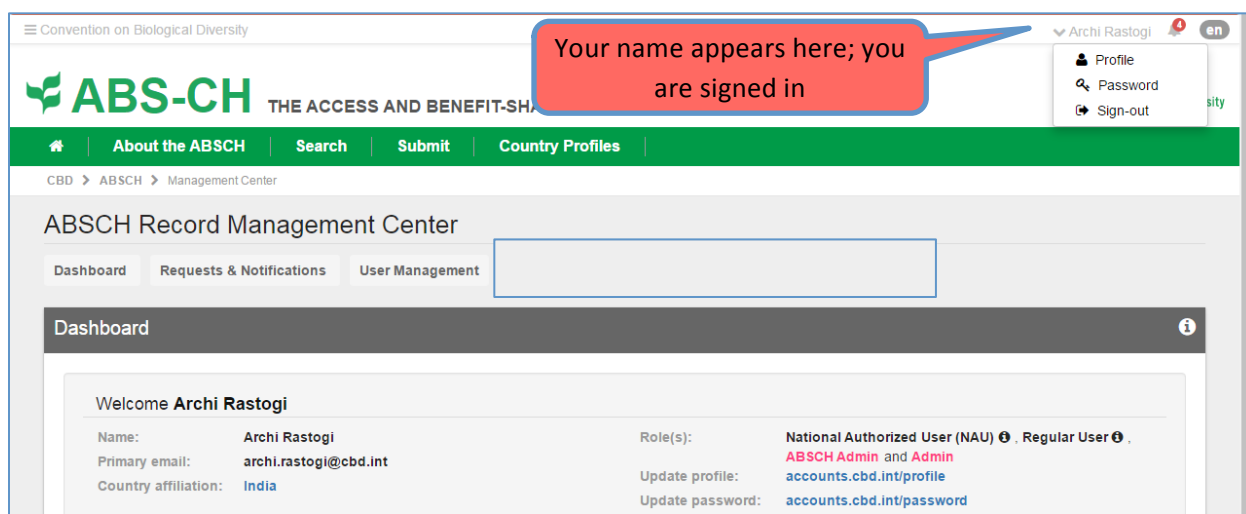 Convention on Biological Diversity
Your name appears here; you
are signed in
Archi Rastogi
4
en
Profile
Password
Sign-out
ABS-CH THE ACCESS AND BENEFIT-SH
sity
About the ABSCH Search Submit Country Profiles
CBD > ABSCH > Management Center
ABSCH Record Management Center
Dashboard Requests & Notifications User Management
Dashboard
Welcome Archi Rastogi
Name: Archi Rastogi
Primary email: archi.rastogi@cbd.int
Country affiliation: India
Role(s): National Authorized User (NAU) , Regular User ,
ABSCH Admin and Admin
Update profile: accounts.cbd.int/profile
Update password: accounts.cbd.int/password